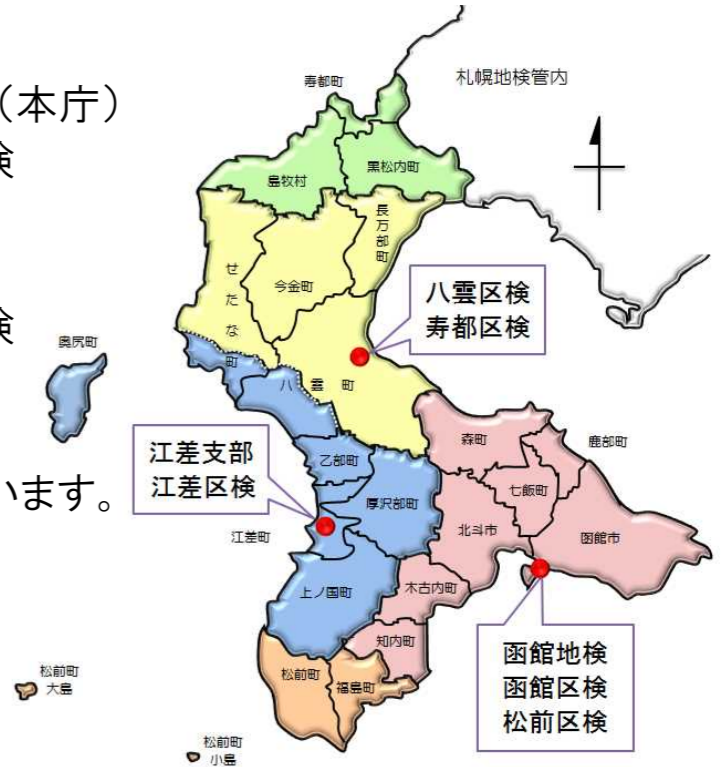 （本庁）
検
検
います。
札幌地検管内
寿都町
黒松内町
島牧村
長万部町
せたな町
今金町
八雲区検
寿都区検
奥尻町
八雲町
江差支部
江差区検
乙部町
厚沢部町
江差町
上ノ国町
森町
鹿部町
七飯町
北斗市
函館市
木古内町
知内町
函館地検
函館区検
松前区検
松前町
福島町
松前町
大島
松前町
小島